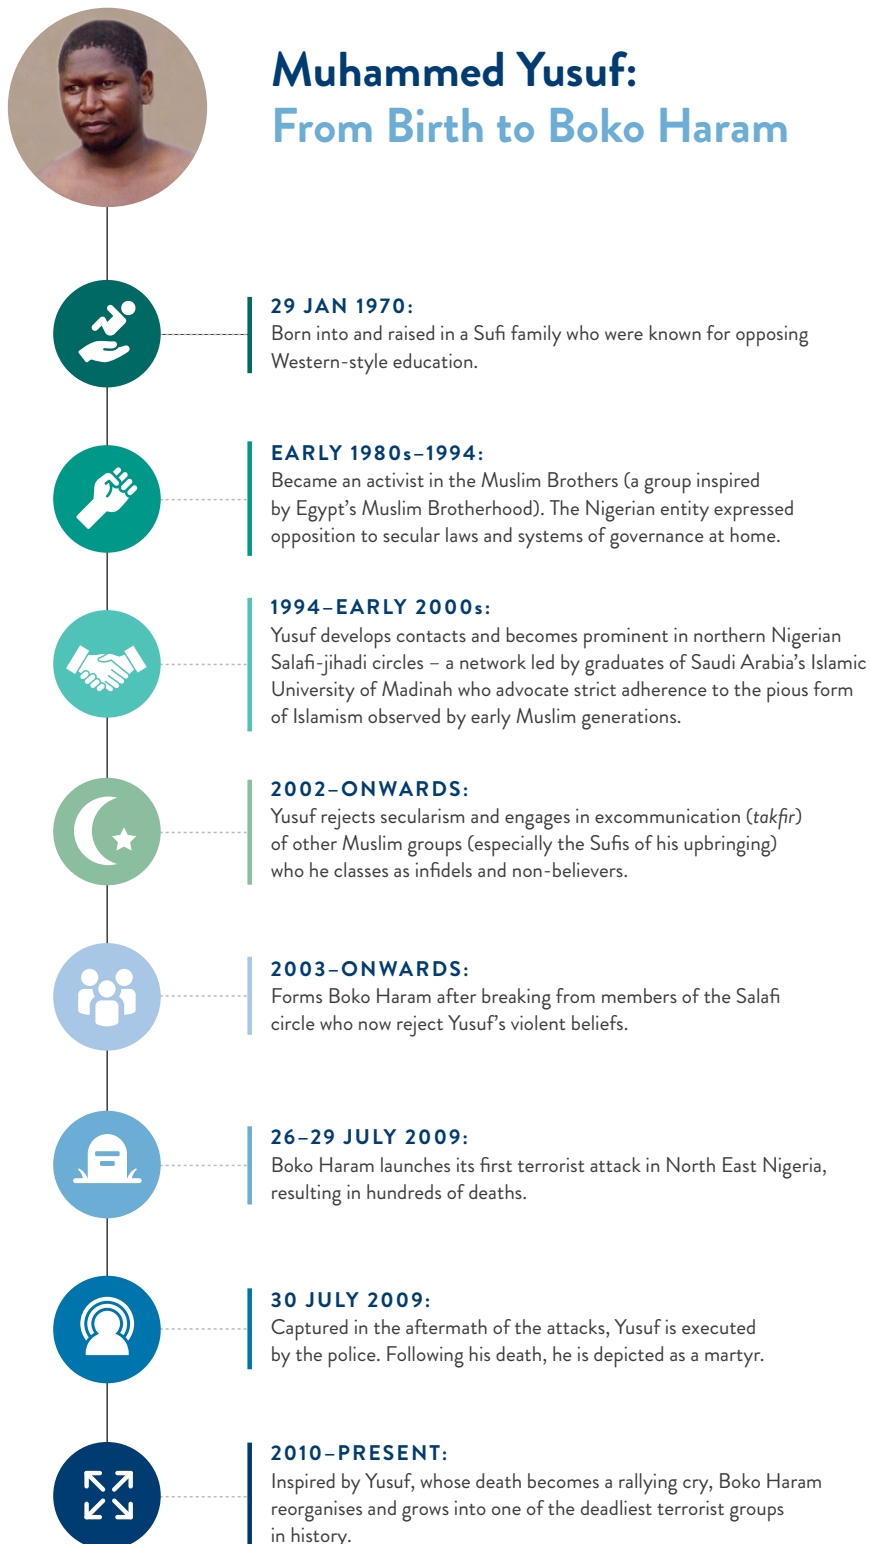 Muhammed Yusuf:
From Birth to Boko Haram
29 JAN 1970:
Born into and raised in a Sufi family who were known for opposing
Western-style education.
EARLY 1980s–1994:
Became an activist in the Muslim Brothers (a group inspired
by Egypt’s Muslim Brotherhood). The Nigerian entity expressed
opposition to secular laws and systems of governance at home.
1994–EARLY 2000s:
Yusuf develops contacts and becomes prominent in northern Nigerian
Salafi-jihadi circles – a network led by graduates of Saudi Arabia’s Islamic
University of Madinah who advocate strict adherence to the pious form
of Islamism observed by early Muslim generations.
2002–ONWARDS:
Yusuf rejects secularism and engages in excommunication (takfir)
of other Muslim groups (especially the Sufis of his upbringing)
who he classes as infidels and non-believers.
2003–ONWARDS:
Forms Boko Haram after breaking from members of the Salafi
circle who now reject Yusuf’s violent beliefs.
26–29 JULY 2009:
Boko Haram launches its first terrorist attack in North East Nigeria,
resulting in hundreds of deaths.
30 JULY 2009:
Captured in the aftermath of the attacks, Yusuf is executed
by the police. Following his death, he is depicted as a martyr.
2010–PRESENT:
Inspired by Yusuf, whose death becomes a rallying cry, Boko Haram
reorganises and grows into one of the deadliest terrorist groups
in history.